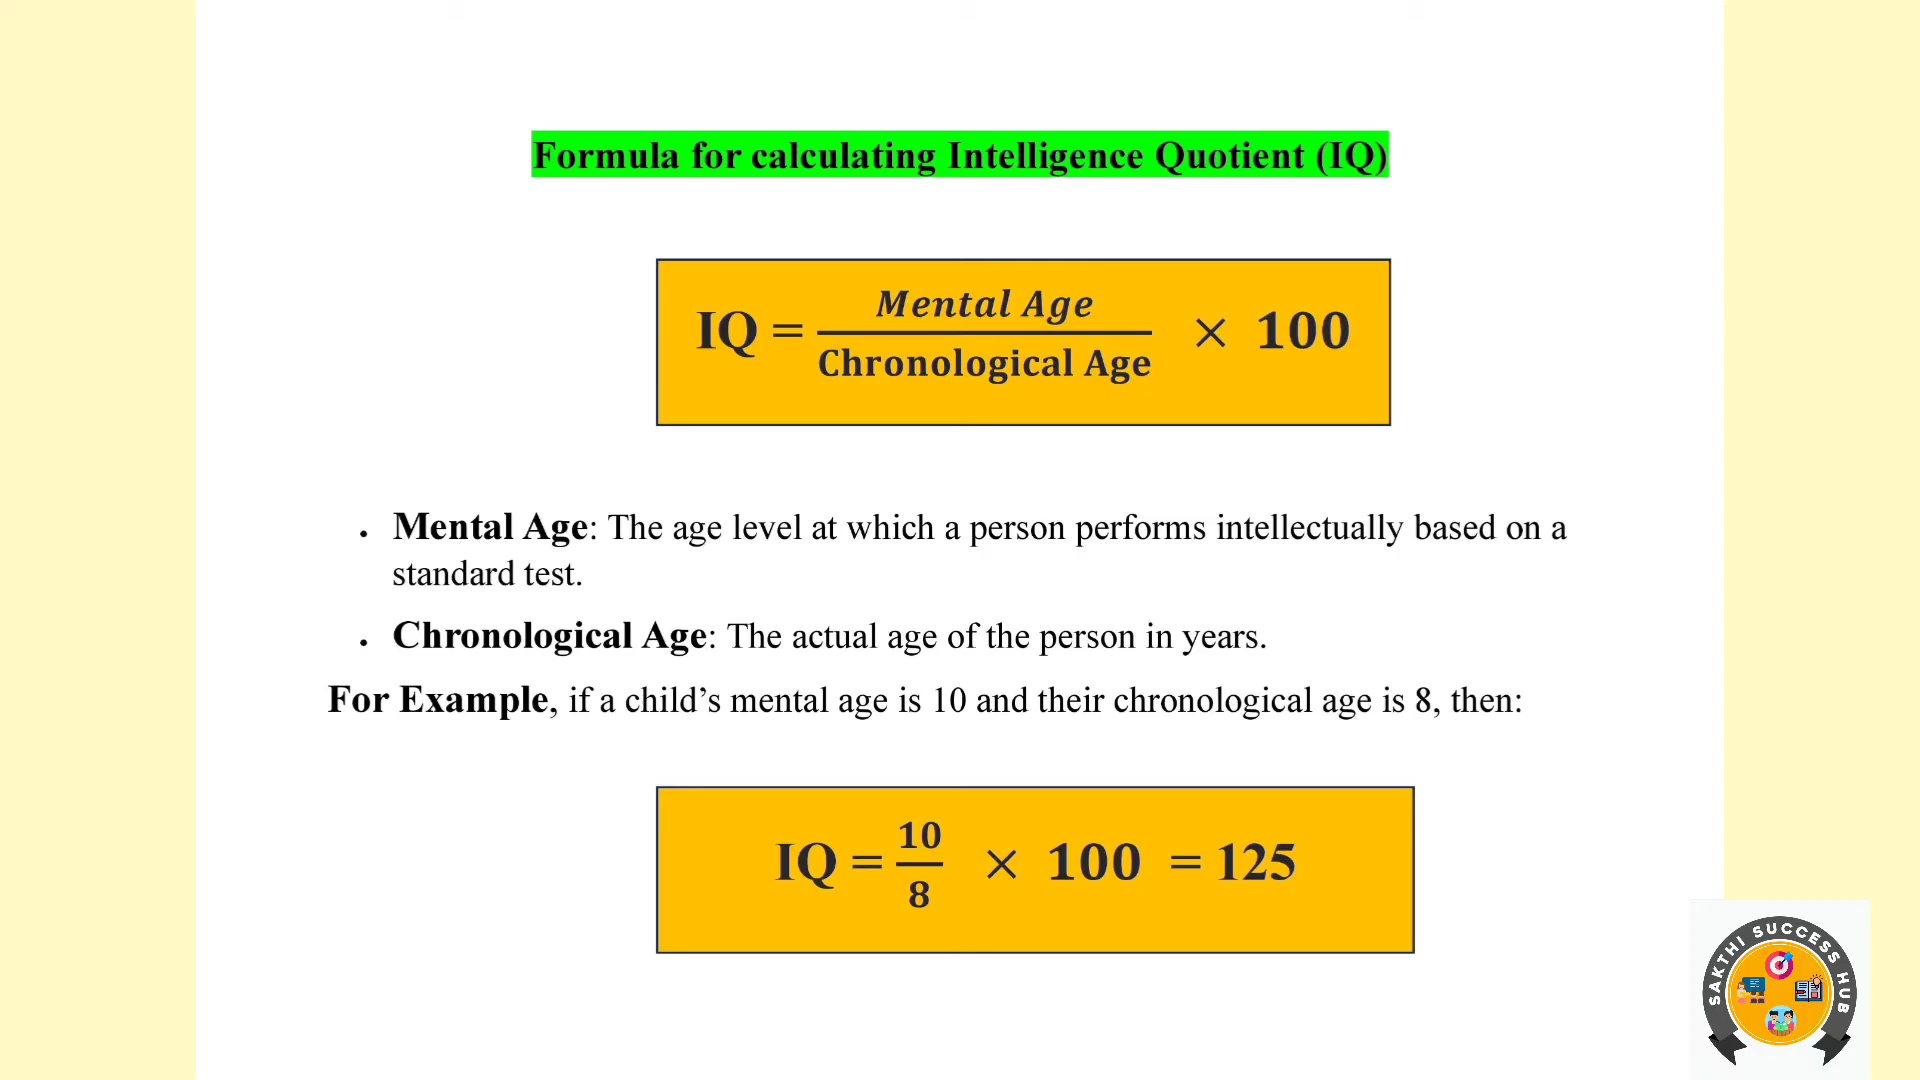 Formula for calculating Intelligence Quotient (IQ)
IQ = Mental Age / Chronological Age × 100
• Mental Age: The age level at which a person performs intellectually based on a
standard test.
• Chronological Age: The actual age of the person in years.
For Example, if a child’s mental age is 10 and their chronological age is 8, then:
IQ = 10 / 8 × 100 = 125
SAKTHI SUCCESS HUB